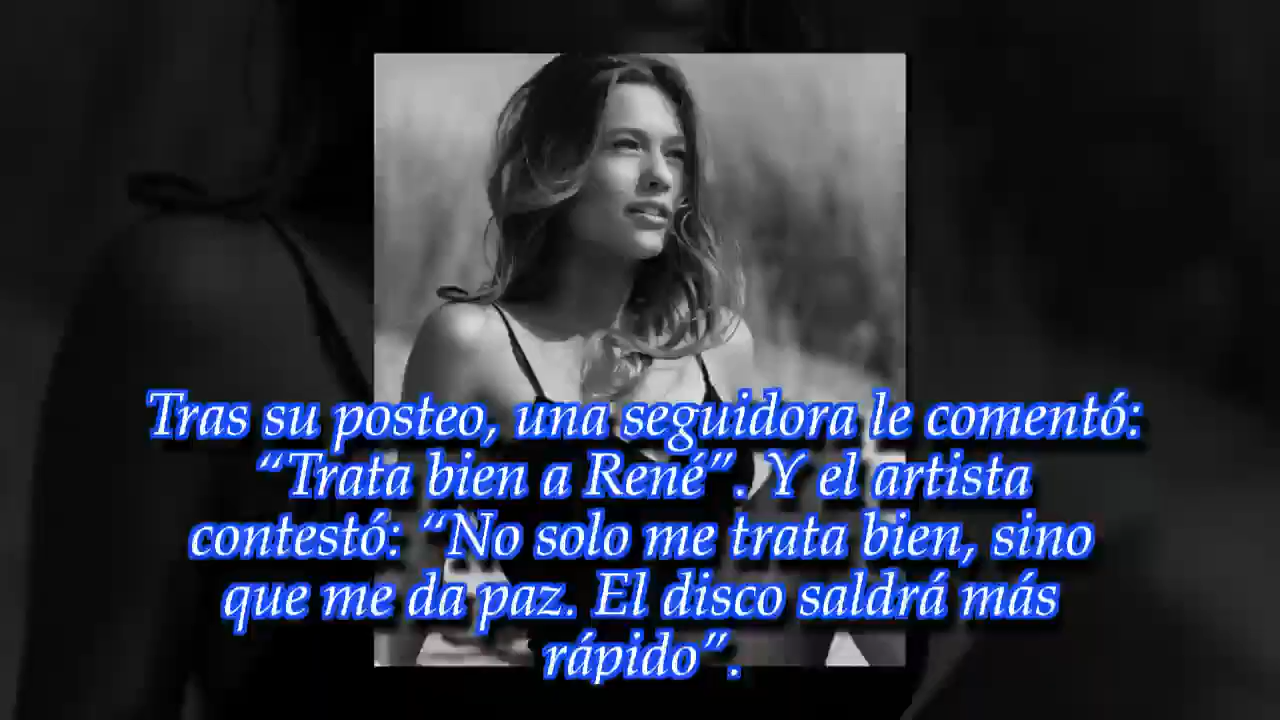 Tras su posteo, una seguidora le comentó:
“Trata bien a René”. Y el artista
contestó: “No solo me trata bien, sino
que me da paz. El disco saldrá más
rápido”.